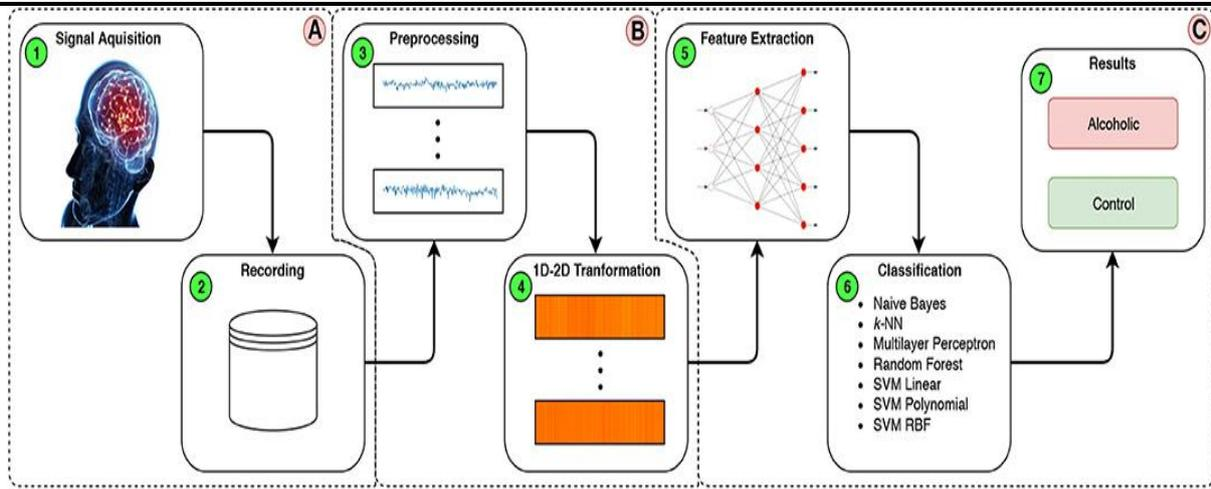 A
1
Signal Aquisition
2
Recording
B
3
Preprocessing
4
1D-2D Tranformation
C
5
Feature Extraction
6
Classification
• Naive Bayes
• k-NN
• Multilayer Perceptron
• Random Forest
• SVM Linear
• SVM Polynomial
• SVM RBF
7
Results
Alcoholic
Control